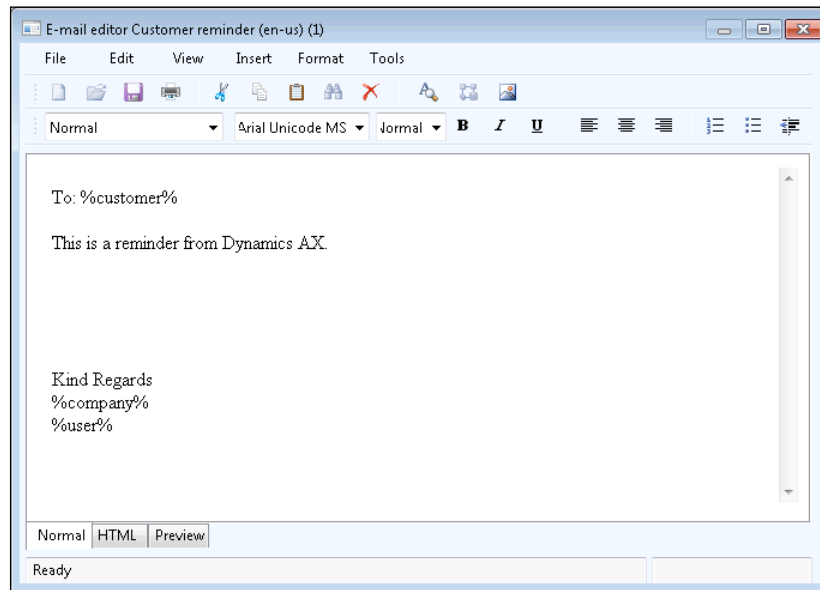 E-mail editor Customer reminder (en-us) (1)
File Edit View Insert Format Tools
Normal Arial Unicode MS Jormal B I U
To: %customer%
This is a reminder from Dynamics AX.
Kind Regards
%company%
%user%
Normal HTML Preview
Ready